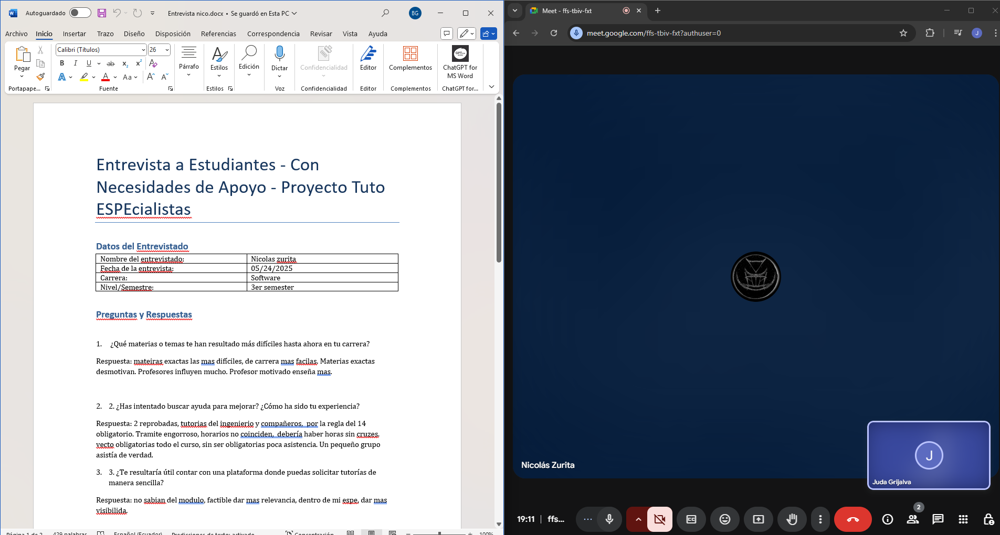 Autoguardado
Entrevista nico.docx • Se guardó en Esta PC
BG
Archivo Inicio Insertar Trazo Diseño Disposición Referencias Correspondencia Revisar Vista Ayuda
Pegar
Calibri (Títulos) 26
Párrafo
Estilos
Edición
Dictar
Confidencialidad
Editor
Complementos
ChatGPT for
MS Word
Portapape... Fuente Estilos Voz Confidencialidad Editor Complementos ChatGPT for...
Entrevista a Estudiantes - Con
Necesidades de Apoyo - Proyecto Tuto
ESPEcialistas
Datos del Entrevistado
Nombre del entrevistado: Nicolas zurita
Fecha de la entrevista: 05/24/2025
Carrera: Software
Nivel/Semestre: 3er semester
Preguntas y Respuestas
1. ¿Qué materias o temas te han resultado más difíciles hasta ahora en tu carrera?
Respuesta: mateiras exactas las mas difíciles, de carrera mas facilas. Materias exactas
desmotivan. Profesores influyen mucho. Profesor motivado enseña mas.
2. 2. ¿Has intentado buscar ayuda para mejorar? ¿Cómo ha sido tu experiencia?
Respuesta: 2 reprobadas, tutorias del ingenierio y compañeros, por la regla del 14
obligatorio. Tramite engorroso, horarios no coinciden, debería haber horas sin cruzes.
vecto obligatorias todo el curso, sin ser obligatorias poca asistencia. Un pequeño grupo
asistía de verdad.
3. 3. ¿Te resultaría útil contar con una plataforma donde puedas solicitar tutorías de
manera sencilla?
Respuesta: no sabian del modulo, factible dar mas relevancia, dentro de mi espe, dar mas
visibilida.
Página 1 de 2 429 palabras Español (Ecuador) Predicciones de texto: activado Concentración 100%
Meet - ffs-tbiv-fxt
meet.google.com/ffs-tbiv-fxt?authuser=0
J
Nicolás Zurita
J
Juda Grijalva
19:11 | ffs...
2